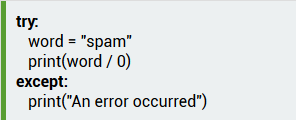 try:
   word = "spam"
   print(word / 0)
except:
   print("An error occurred")